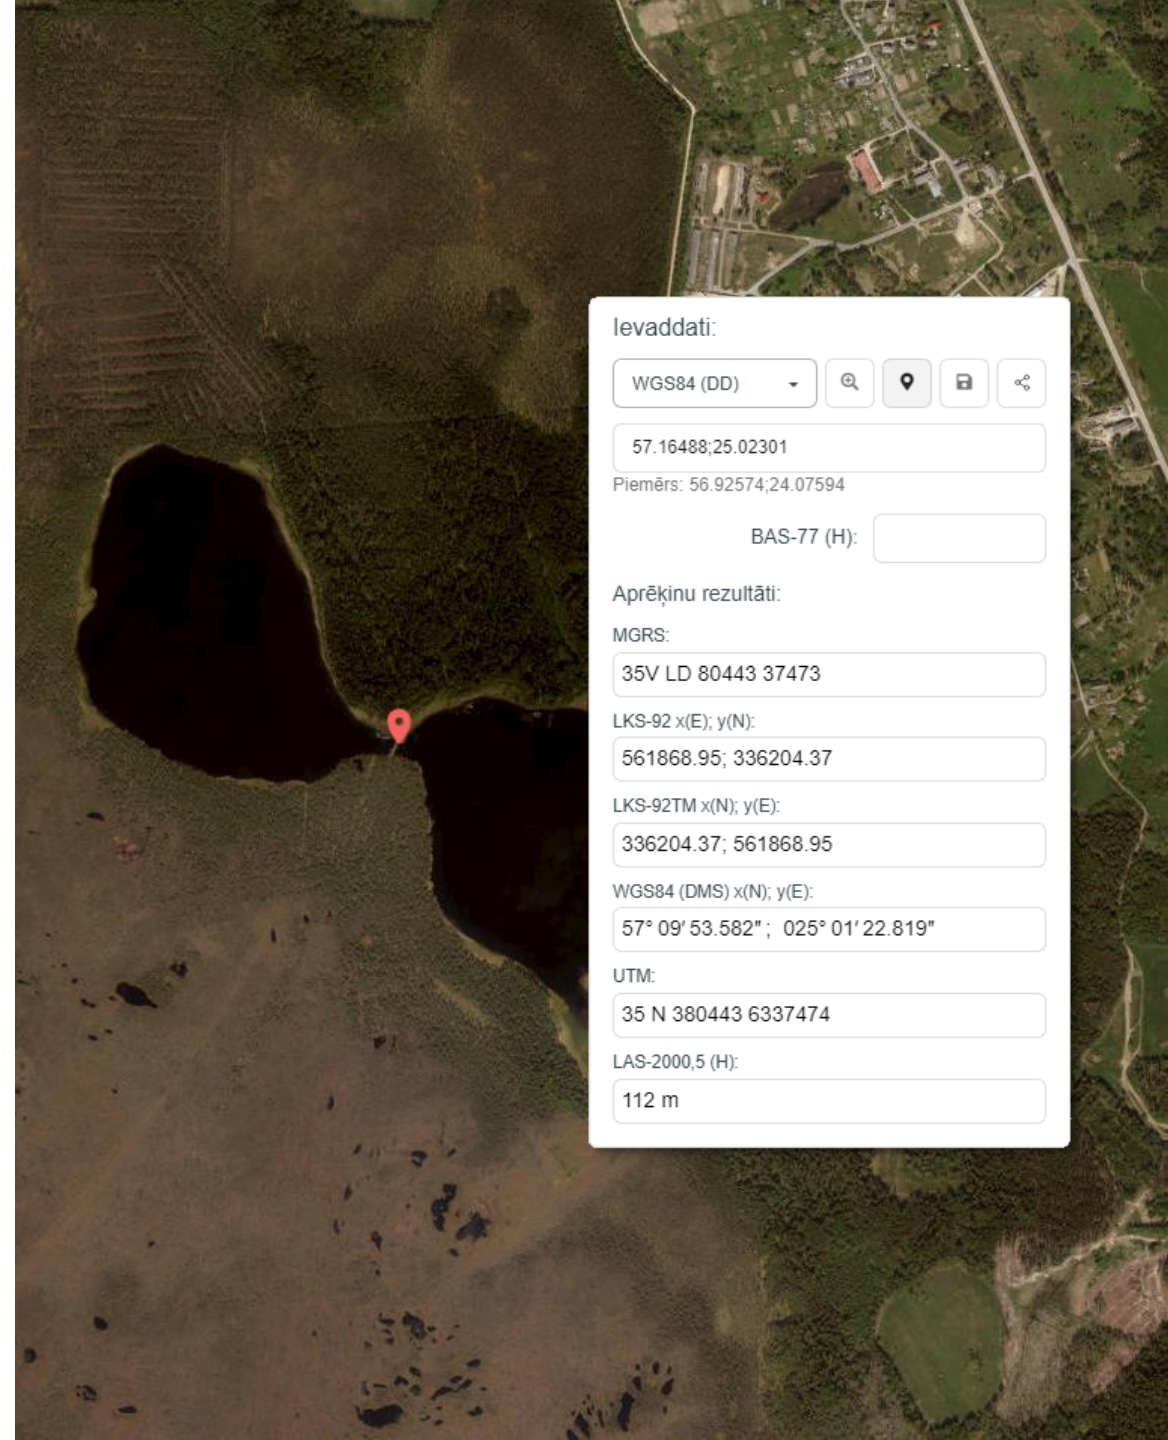 Ievaddati:
WGS84 (DD)
57.16488;25.02301
Piemērs: 56.92574;24.07594
BAS-77 (H):
Aprēķinu rezultāti:
MGRS:
35V LD 80443 37473
LKS-92 x(E); y(N):
561868.95; 336204.37
LKS-92TM x(N); y(E):
336204.37; 561868.95
WGS84 (DMS) x(N); y(E):
57° 09′ 53.582″ ; 025° 01′ 22.819″
UTM:
35 N 380443 6337474
LAS-2000,5 (H):
112 m